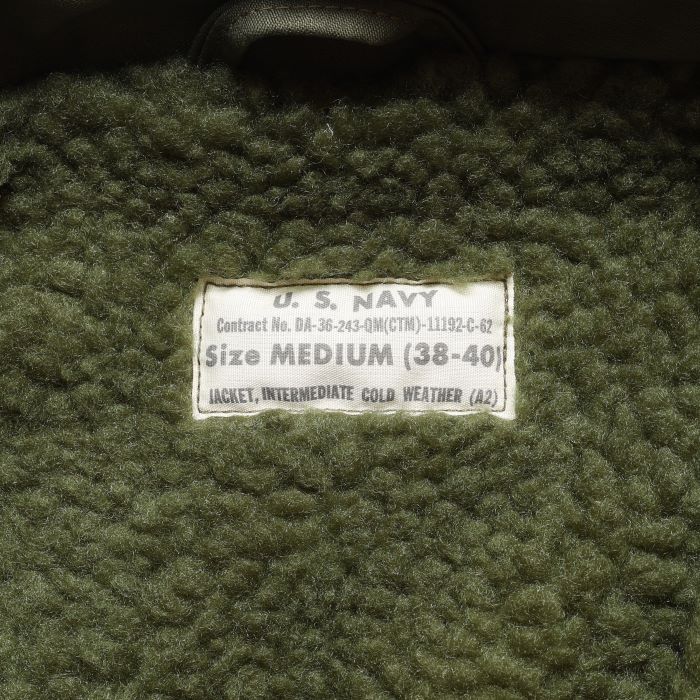 U. S. NAVY
Contract No. DA-36-243-QM(CTM)-11192-C-62
Size MEDIUM (38-40)
JACKET, INTERMEDIATE COLD WEATHER (A2)